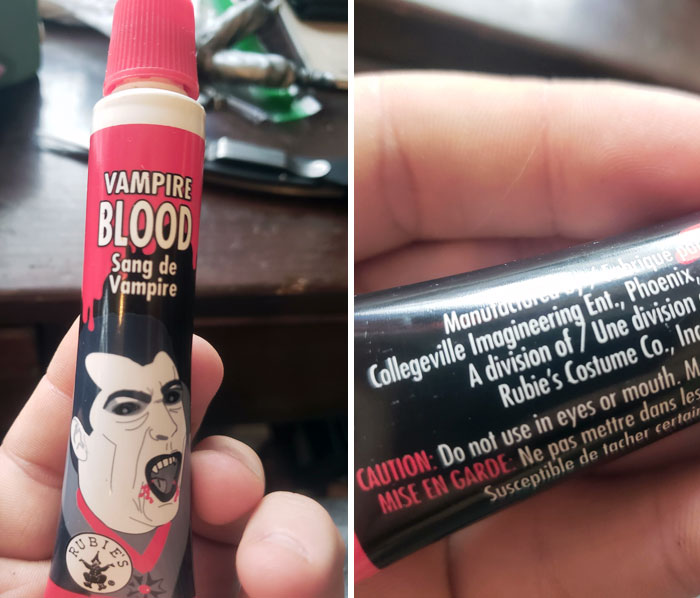 VAMPIRE
BLOOD
Sang de
Vampire
RUBIE'S
Manufactured By / Fabrique par
Collegeville Imagineering Ent., Phoenix,
A division of / Une division
Rubie's Costume Co., Inc
CAUTION: Do not use in eyes or mouth. M
MISE EN GARDE: Ne pas mettre dans les
Susceptible de tacher certain